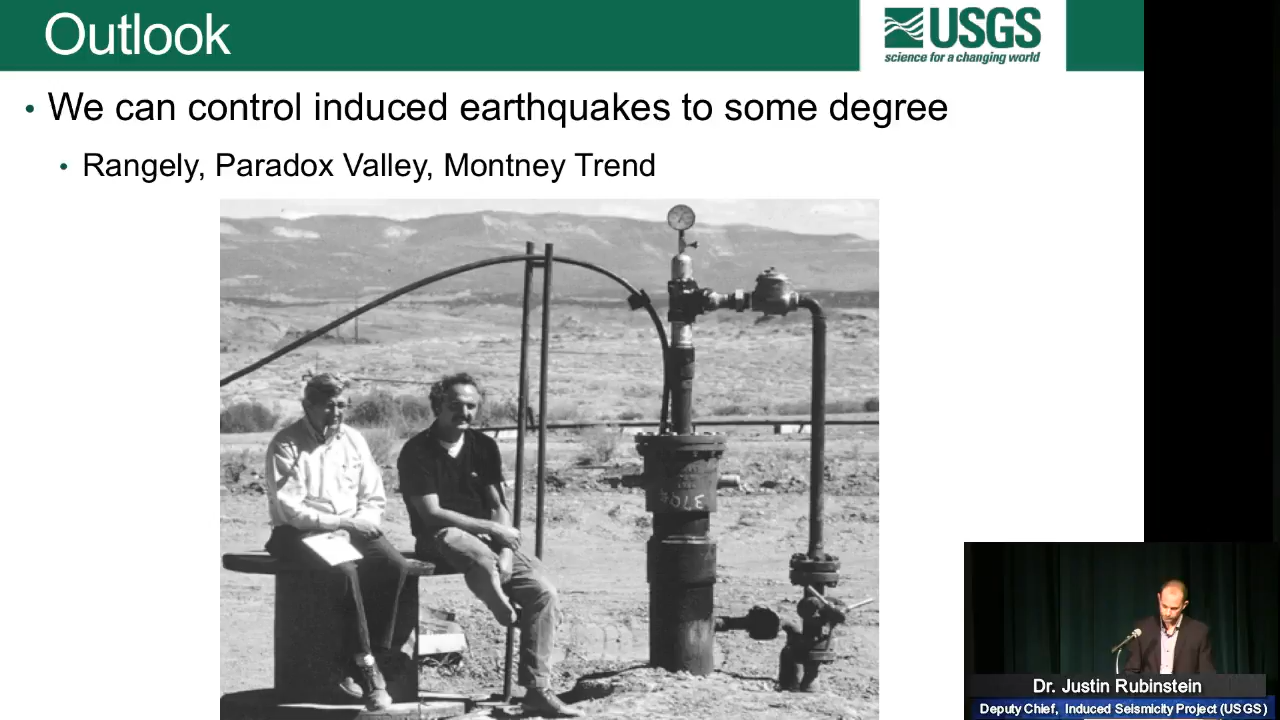 Outlook
USGS
science for a changing world
• We can control induced earthquakes to some degree
• Rangely, Paradox Valley, Montney Trend
Dr. Justin Rubinstein
Deputy Chief, Induced Seismicity Project (USGS)